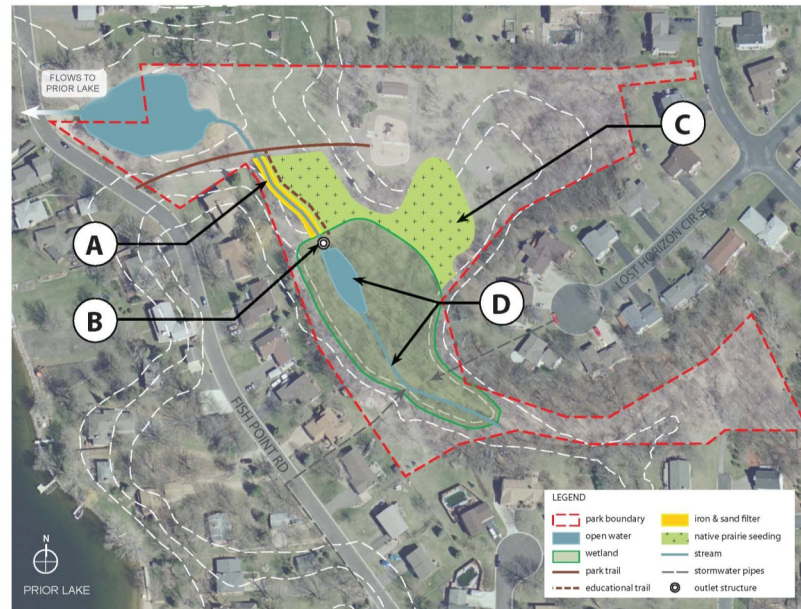 FLOWS TO
PRIOR LAKE
C
A
LOST HORIZON CIR SE
D
B
FISH POINT RD
N
PRIOR LAKE
LEGEND
park boundary
iron & sand filter
open water
native prairie seeding
wetland
stream
park trail
stormwater pipes
educational trail
outlet structure